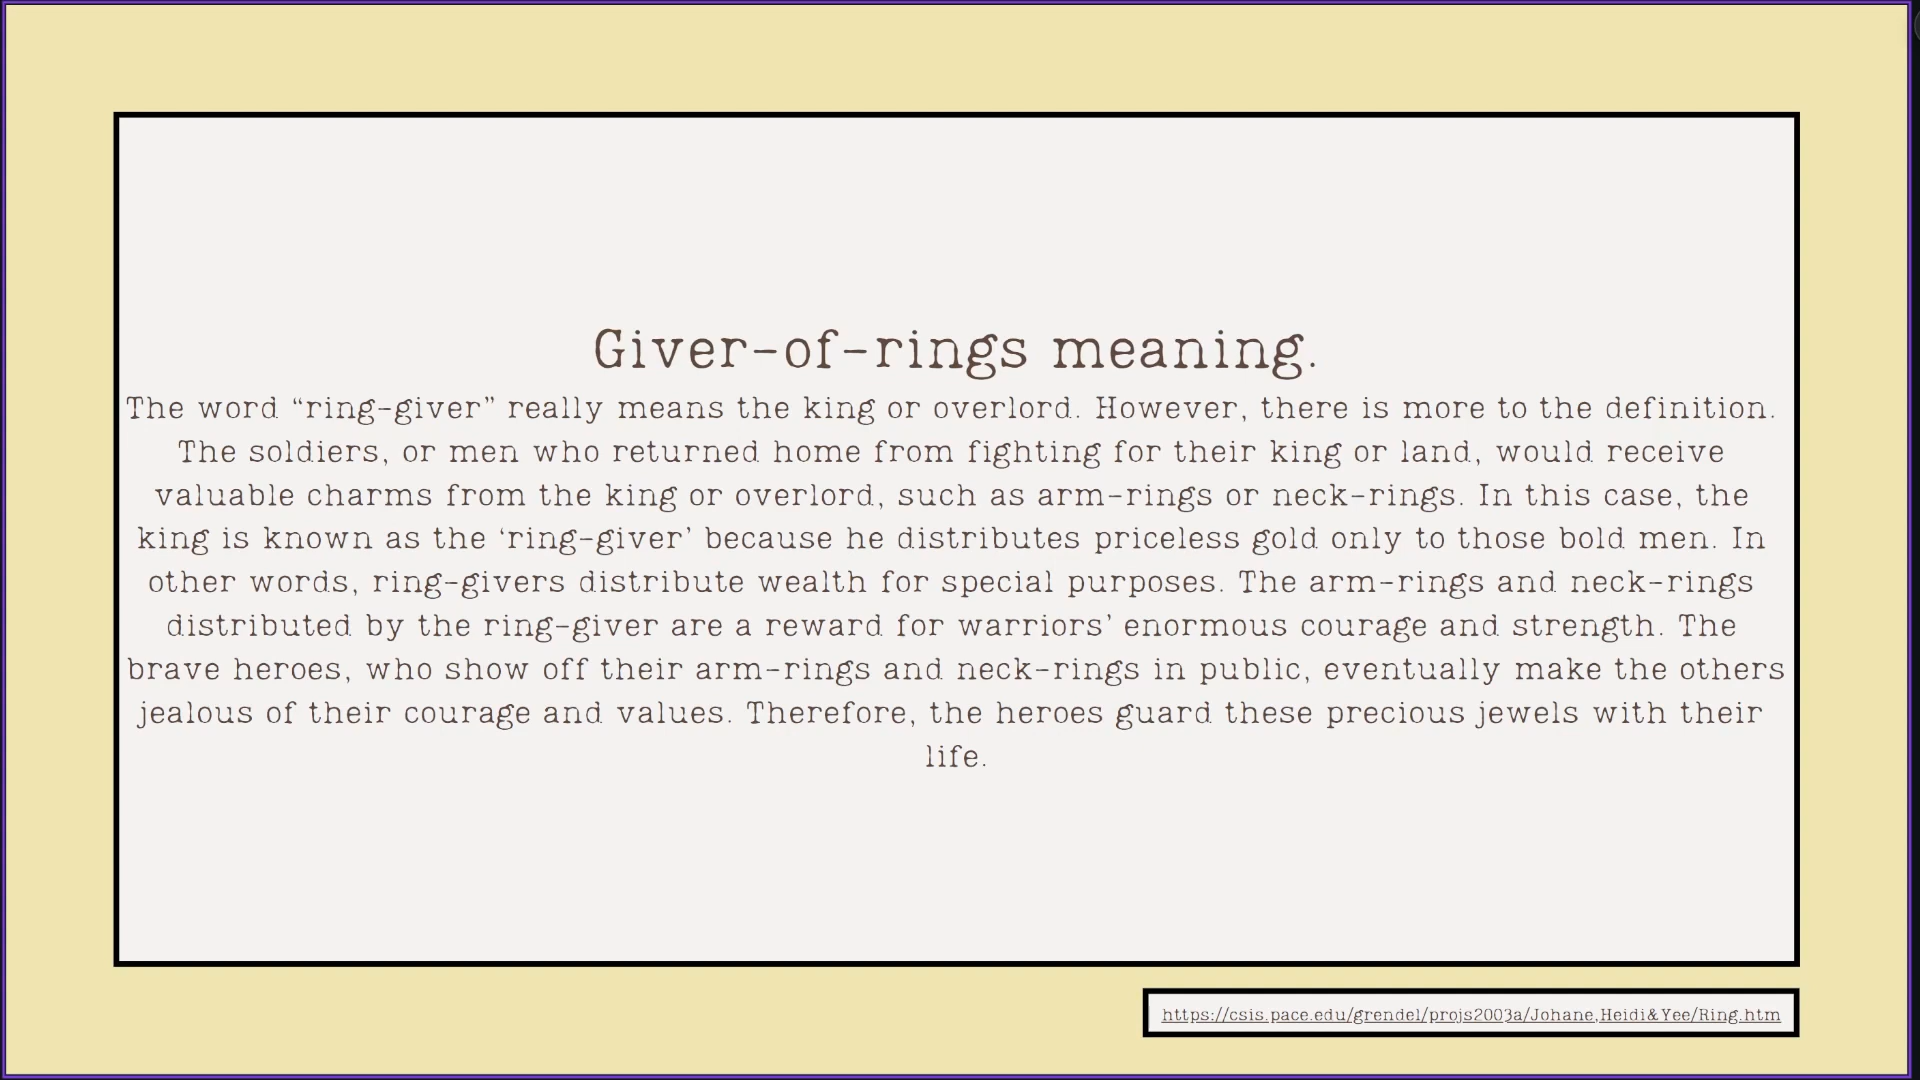 Giver-of-rings meaning.
The word “ring-giver” really means the king or overlord. However, there is more to the definition.
The soldiers, or men who returned home from fighting for their king or land, would receive
valuable charms from the king or overlord, such as arm-rings or neck-rings. In this case, the
king is known as the ‘ring-giver’ because he distributes priceless gold only to those bold men. In
other words, ring-givers distribute wealth for special purposes. The arm-rings and neck-rings
distributed by the ring-giver are a reward for warriors’ enormous courage and strength. The
brave heroes, who show off their arm-rings and neck-rings in public, eventually make the others
jealous of their courage and values. Therefore, the heroes guard these precious jewels with their
life.
https://csis.pace.edu/grendel/projs2003a/Johane,Heidi&Yee/Ring.htm